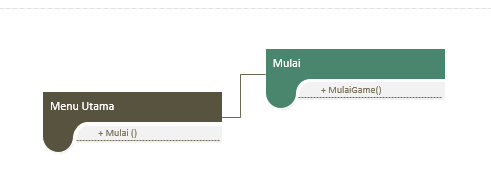 Mulai
+ MulaiGame()
Menu Utama
+ Mulai ()